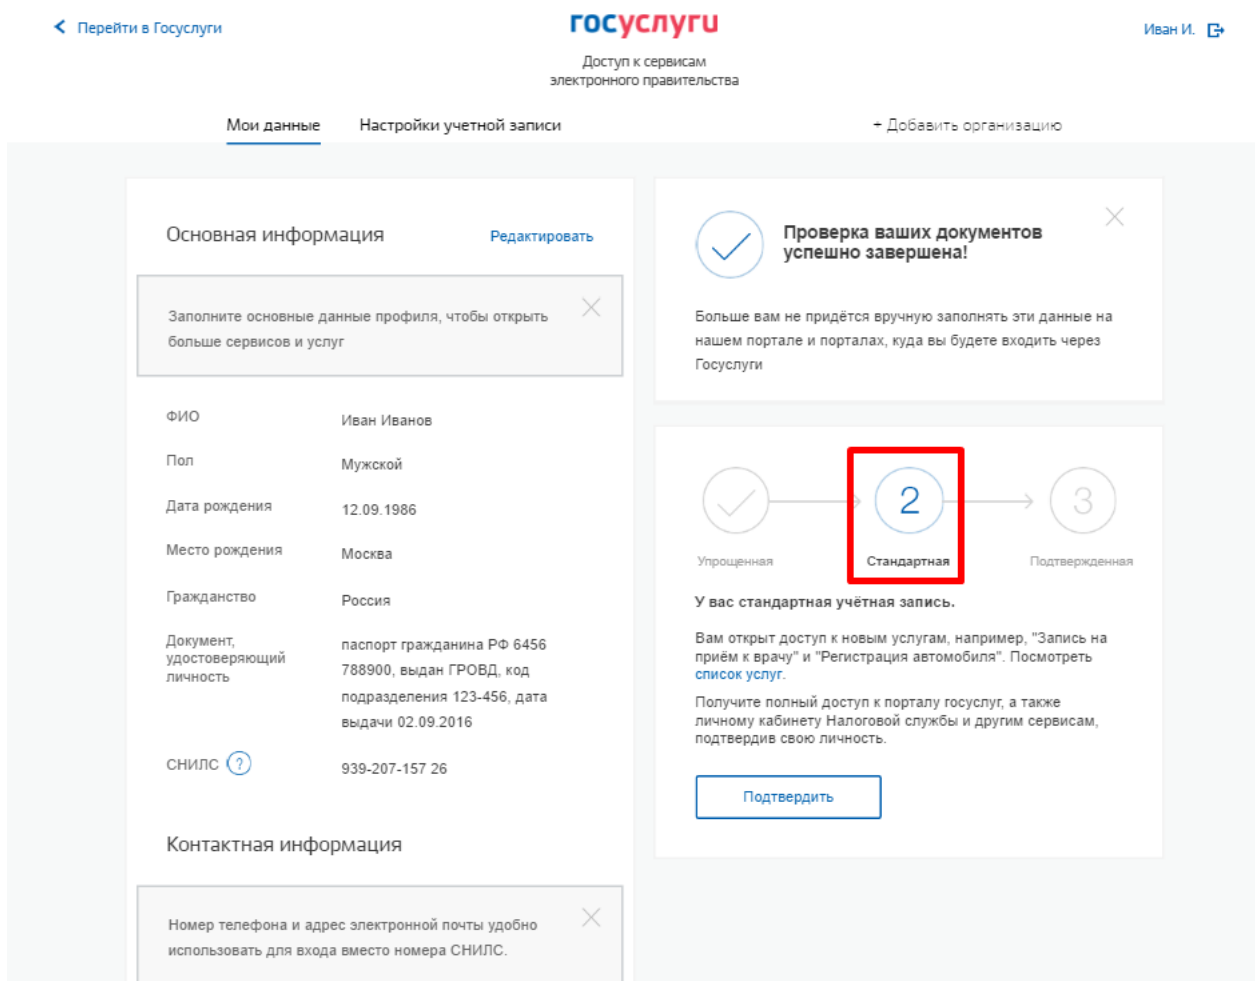 Перейти в Госуслуги
госуслуги
Иван И.
Доступ к сервисам
электронного правительства
Мои данные
Настройки учетной записи
+ Добавить организацию
Основная информация
Редактировать
Заполните основные данные профиля, чтобы открыть
больше сервисов и услуг
ФИО
Иван Иванов
Пол
Мужской
Дата рождения
12.09.1986
Место рождения
Москва
Гражданство
Россия
Документ,
удостоверяющий
личность
паспорт гражданина РФ 6456
788900, выдан ГРОВД, код
подразделения 123-456, дата
выдачи 02.09.2016
СНИЛС ?
939-207-157 26
Контактная информация
Номер телефона и адрес электронной почты удобно
использовать для входа вместо номера СНИЛС.
Проверка ваших документов
успешно завершена!
Больше вам не придётся вручную заполнять эти данные на
нашем портале и порталах, куда вы будете входить через
Госуслуги
2
3
Упрощенная
Стандартная
Подтвержденная
У вас стандартная учётная запись.
Вам открыт доступ к новым услугам, например, "Запись на
приём к врачу" и "Регистрация автомобиля". Посмотреть
список услуг.
Получите полный доступ к порталу госуслуг, а также
личному кабинету Налоговой службы и другим сервисам,
подтвердив свою личность.
Подтвердить